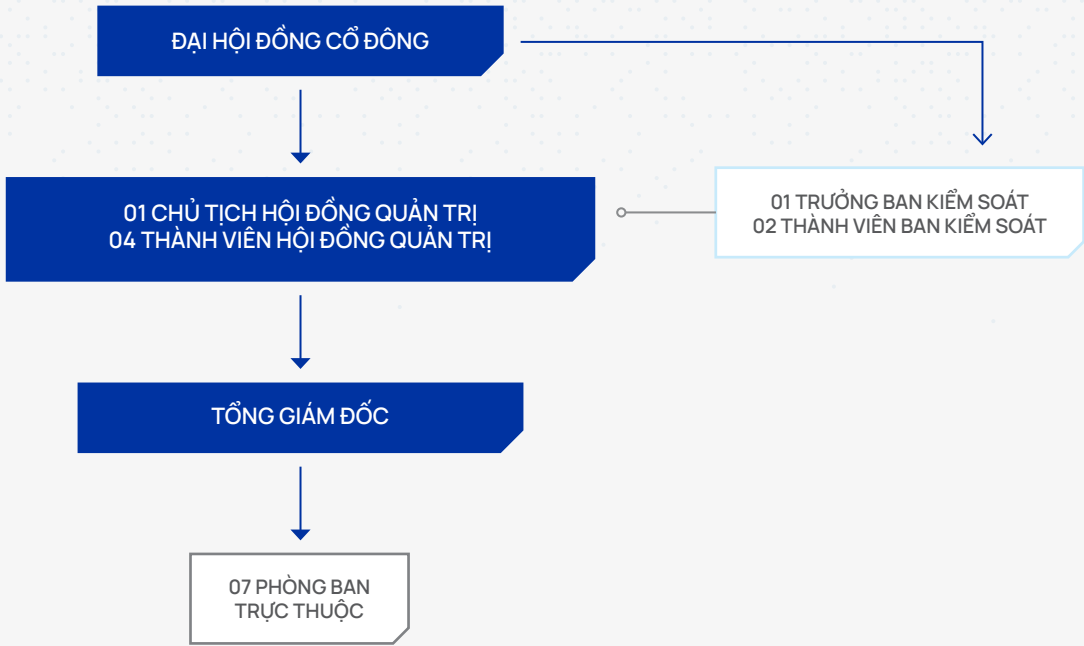 ĐẠI HỘI ĐỒNG CỔ ĐÔNG
01 CHỦ TỊCH HỘI ĐỒNG QUẢN TRỊ
04 THÀNH VIÊN HỘI ĐỒNG QUẢN TRỊ
01 TRƯỞNG BAN KIỂM SOÁT
02 THÀNH VIÊN BAN KIỂM SOÁT
TỔNG GIÁM ĐỐC
07 PHÒNG BAN
TRỰC THUỘC